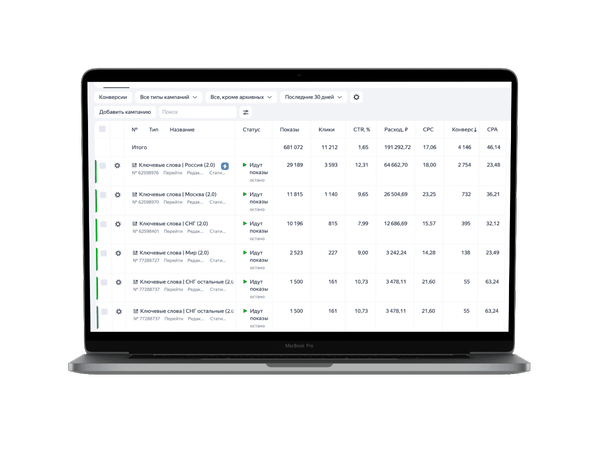 Конверсии Все типы кампаний Все, кроме архивных Последние 30 дней
Добавить кампанию Поиск
№ Тип Название Статус Показы Клики CTR, % Расход, ₽ CPC Конверс↓ CPA
Итого 681 072 11 212 1,65 191 292,72 17,06 4 146 46,14
Ключевые слова | Россия (2.0) Идут показы 29 189 3 593 12,31 64 662,70 18,00 2 754 23,48
№ 62598976 Перейти Редак... Стати...
Ключевые слова | Москва (2.0) Идут показы 11 815 1 140 9,65 26 504,69 23,25 732 36,21
Перейти Редак... Стати...
Ключевые слова | СНГ (2.0) Идут показы 10 196 815 7,99 12 686,69 15,57 395 32,12
№ 62598401 Перейти Редак... Стати...
Ключевые слова | Мир (2.0) Идут показы 2 523 227 9,00 3 242,24 14,28 138 23,49
№ 77288727 Перейти Редак... Стати...
Ключевые слова | СНГ остальные (2.0 Идут показы 1 500 161 10,73 3 478,11 21,60 55 63,24
№ 77288737 Перейти Редак... Стати...
Ключевые слова | СНГ остальные (2.0 Идут показы 1 500 161 10,73 3 478,11 21,60 55 63,24
№ 77288737 Перейти Редак... Стати...
MacBook Pro